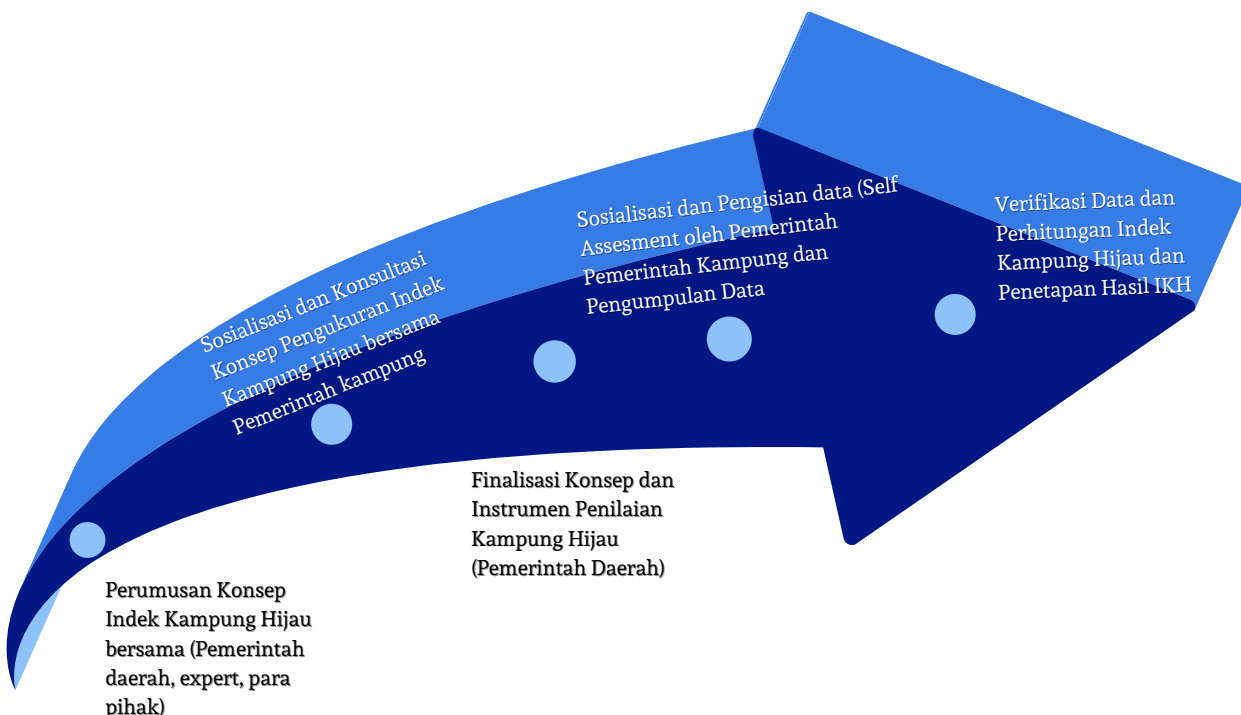 Perumusan Konsep
Indek Kampung Hijau
bersama (Pemerintah
daerah, expert, para
pihak)
Sosialisasi dan Konsultasi
Konsep Pengukuran Indek
Kampung Hijau bersama
Pemerintah kampung
Finalisasi Konsep dan
Instrumen Penilaian
Kampung Hijau
(Pemerintah Daerah)
Sosialisasi dan Pengisian data (Self
Assesment oleh Pemerintah
Pemerintah Kampung dan
Pengumpulan Data
Verifikasi Data dan
Perhitungan Indek
Kampung Hijau dan
Penetapan Hasil IKH